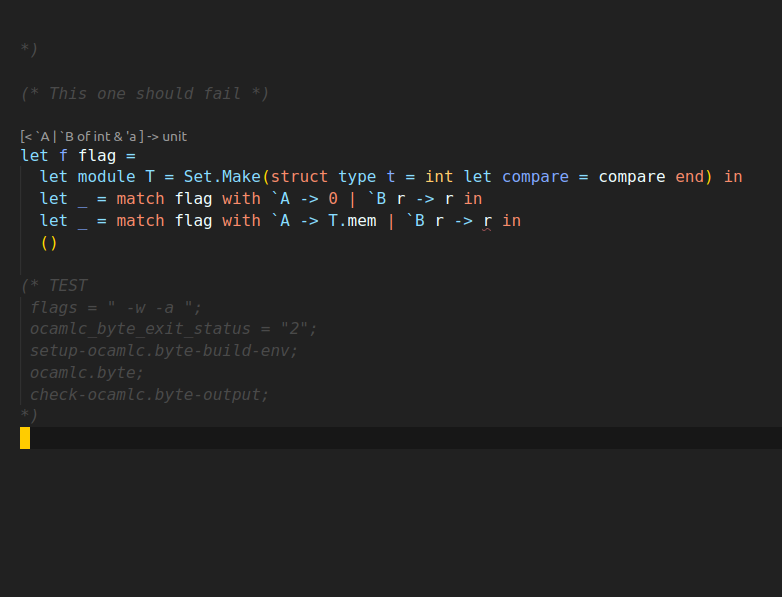 *)
(* This one should fail *)
[< `A | `B of int & 'a ] -> unit
let f flag =
  let module T = Set.Make(struct type t = int let compare = compare end) in
  let _ = match flag with `A -> 0 | `B r -> r in
  let _ = match flag with `A -> T.mem | `B r -> r in
  ()
(* TEST
 flags = " -w -a ";
 ocamlc_byte_exit_status = "2";
 setup-ocamlc.byte-build-env;
 ocamlc.byte;
 check-ocamlc.byte-output;
*)